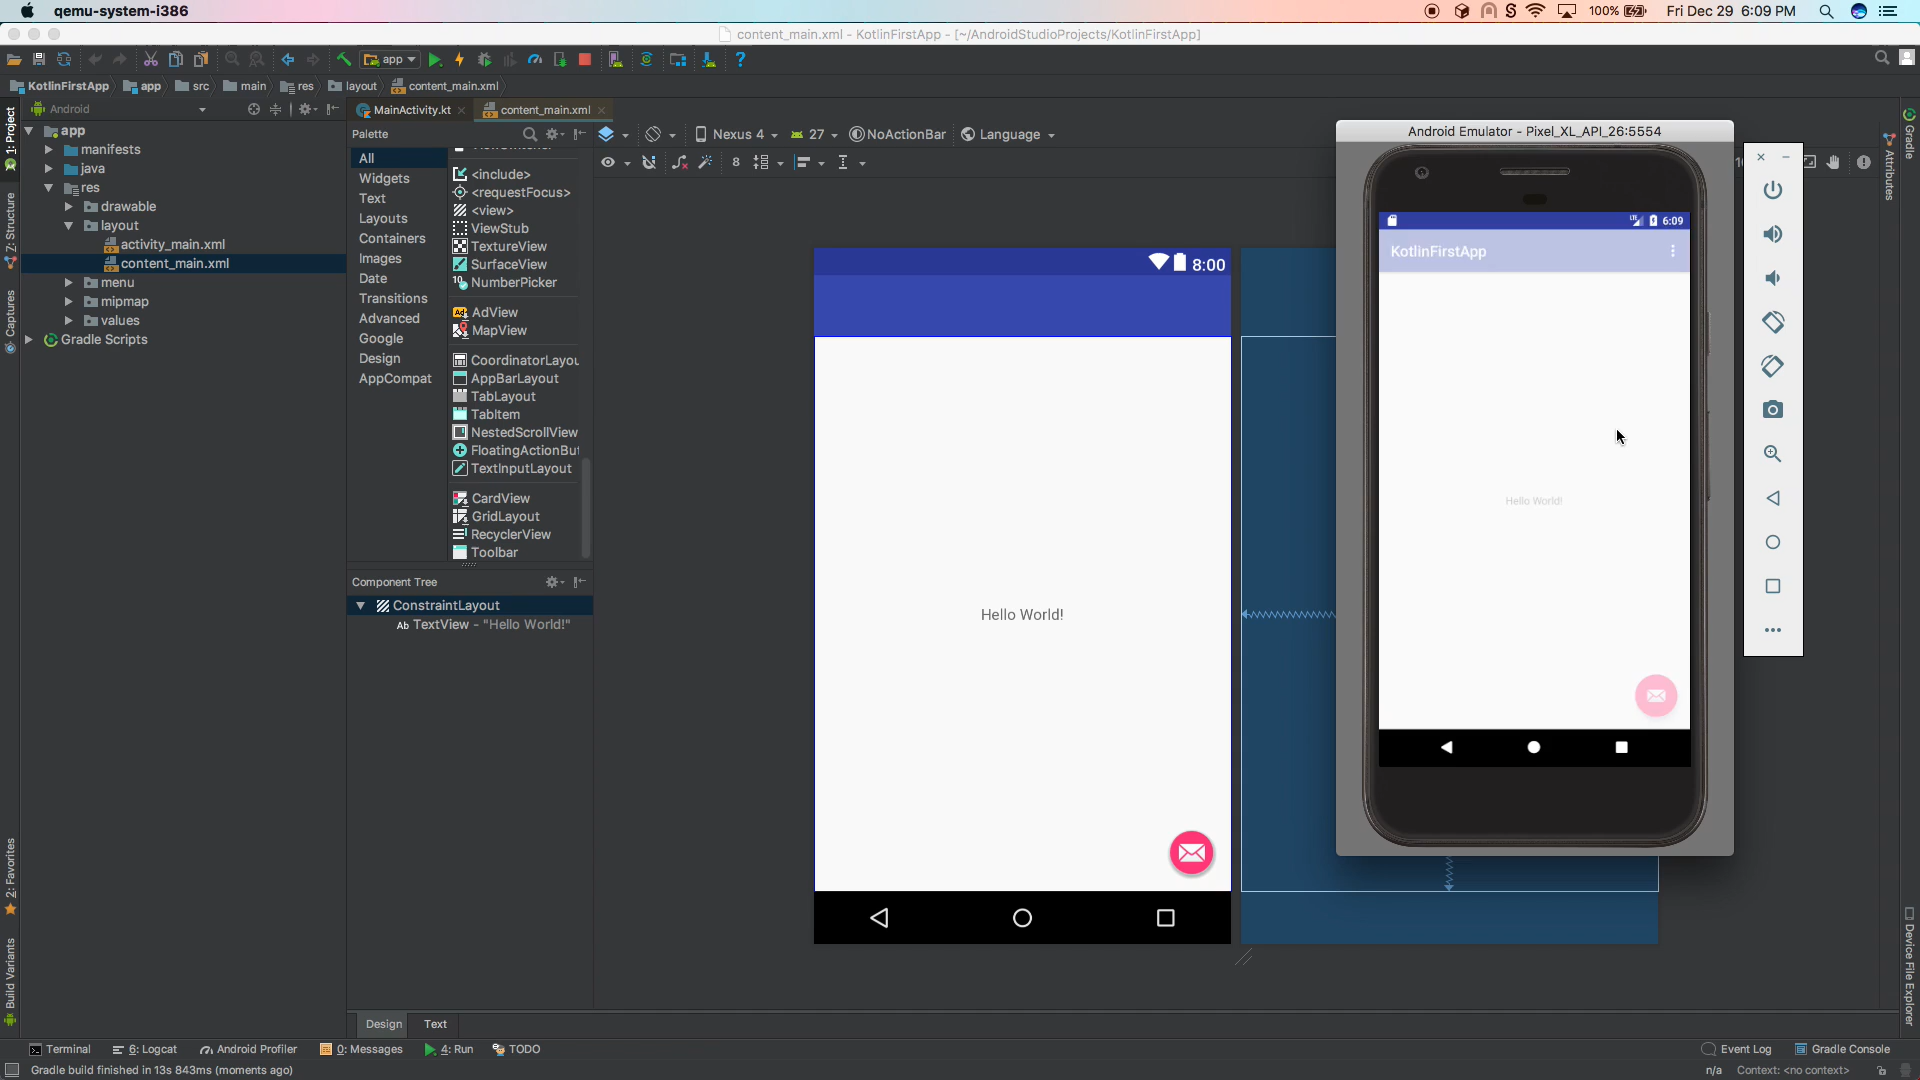 qemu-system-i386
100%
Fri Dec 29 6:09 PM
content_main.xml - KotlinFirstApp - [~/AndroidStudioProjects/KotlinFirstApp]
app
KotlinFirstApp
app
src
main
res
layout
content_main.xml
1: Project
Z: Structure
Captures
2: Favorites
Build Variants
Android
app
manifests
java
res
drawable
layout
activity_main.xml
content_main.xml
menu
mipmap
values
Gradle Scripts
MainActivity.kt
content_main.xml
Palette
All
Widgets
Text
Layouts
Containers
Images
Date
Transitions
Advanced
Google
Design
AppCompat
<include>
<requestFocus>
<view>
ViewStub
TextureView
SurfaceView
NumberPicker
AdView
MapView
CoordinatorLayou
AppBarLayout
TabLayout
TabItem
NestedScrollView
FloatingActionBut
TextInputLayout
CardView
GridLayout
RecyclerView
Toolbar
Component Tree
ConstraintLayout
Ab TextView - "Hello World!"
Nexus 4
27
NoActionBar
Language
8
8:00
Hello World!
Android Emulator - Pixel_XL_API_26:5554
LTE
6:09
KotlinFirstApp
Hello World!
Gradle
Attributes
Device File Explorer
Design
Text
Terminal
6: Logcat
Android Profiler
0: Messages
4: Run
TODO
Event Log
Gradle Console
Gradle build finished in 13s 843ms (moments ago)
n/a
Context: <no context>